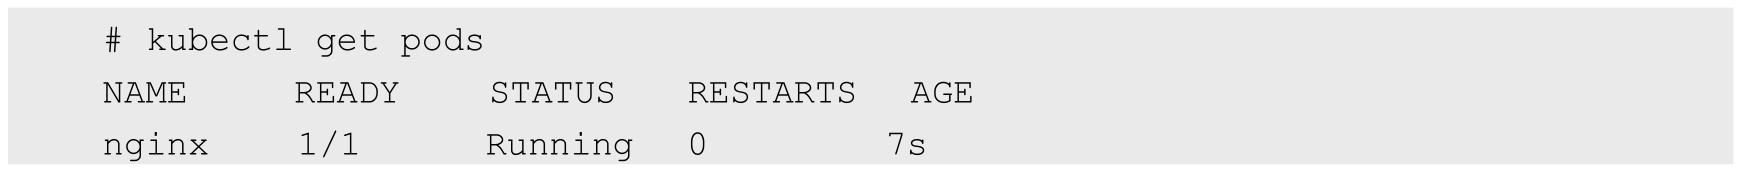 # kubectl get pods
NAME     READY    STATUS   RESTARTS  AGE
nginx    1/1      Running  0         7s